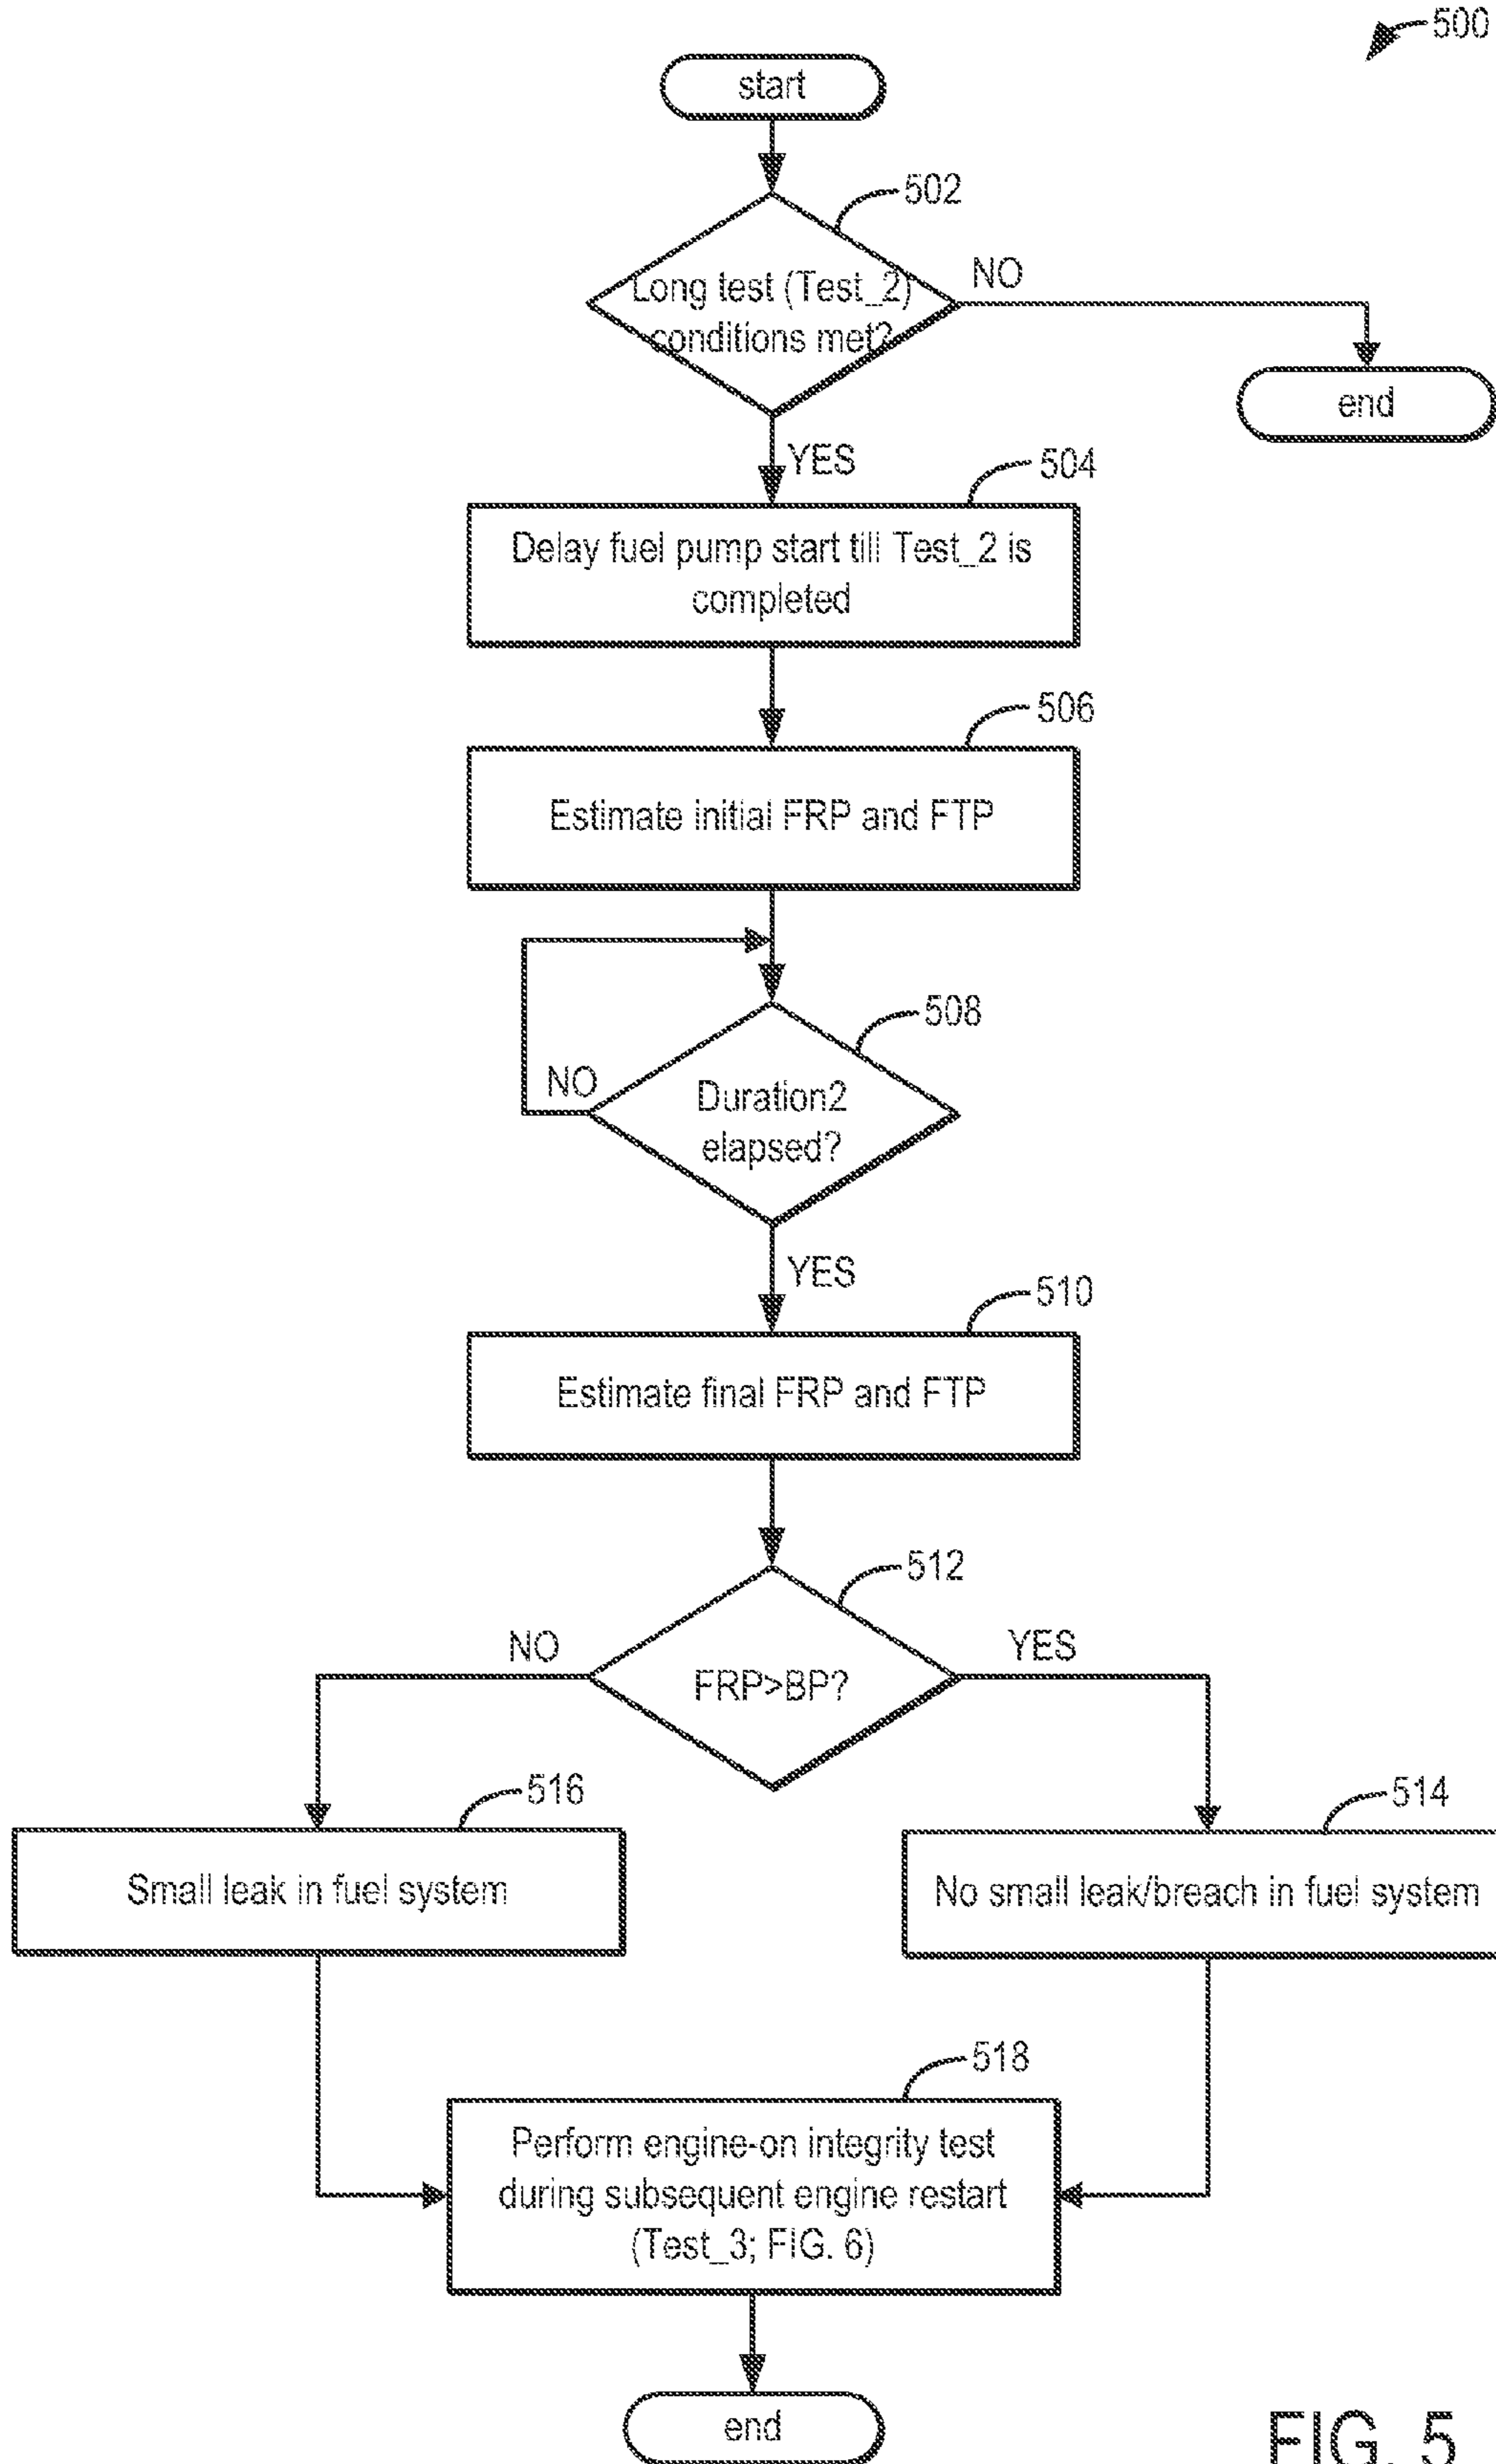 500
start
502
Long test (Test_2)
conditions met?
NO
end
YES
504
Delay fuel pump start till Test_2 is
completed
506
Estimate initial FRP and FTP
508
NO
Duration2
elapsed?
YES
510
Estimate final FRP and FTP
512
NO
YES
FRP>BP?
516
514
Small leak in fuel system
No small leak/breach in fuel system
518
Perform engine-on integrity test
during subsequent engine restart
(Test_3; FIG. 6)
end
FIG. 5